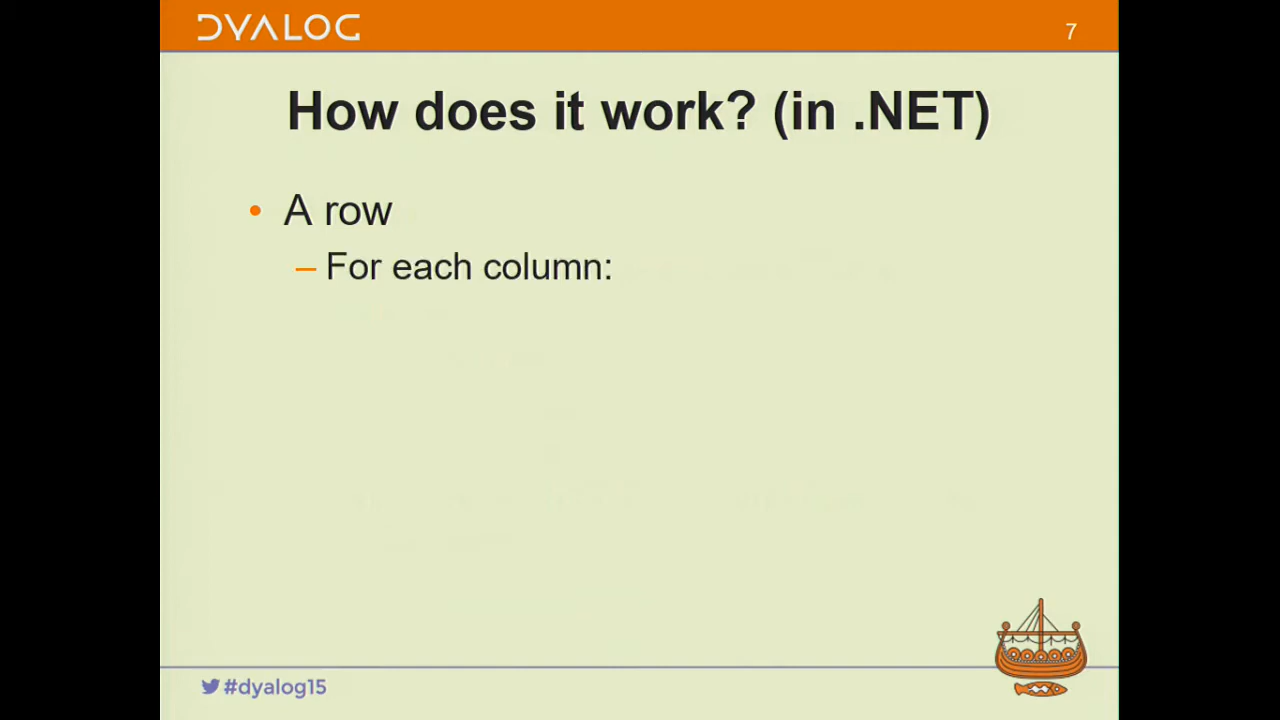 DYALOG
7
How does it work? (in .NET)
• A row
– For each column:
#dyalog15